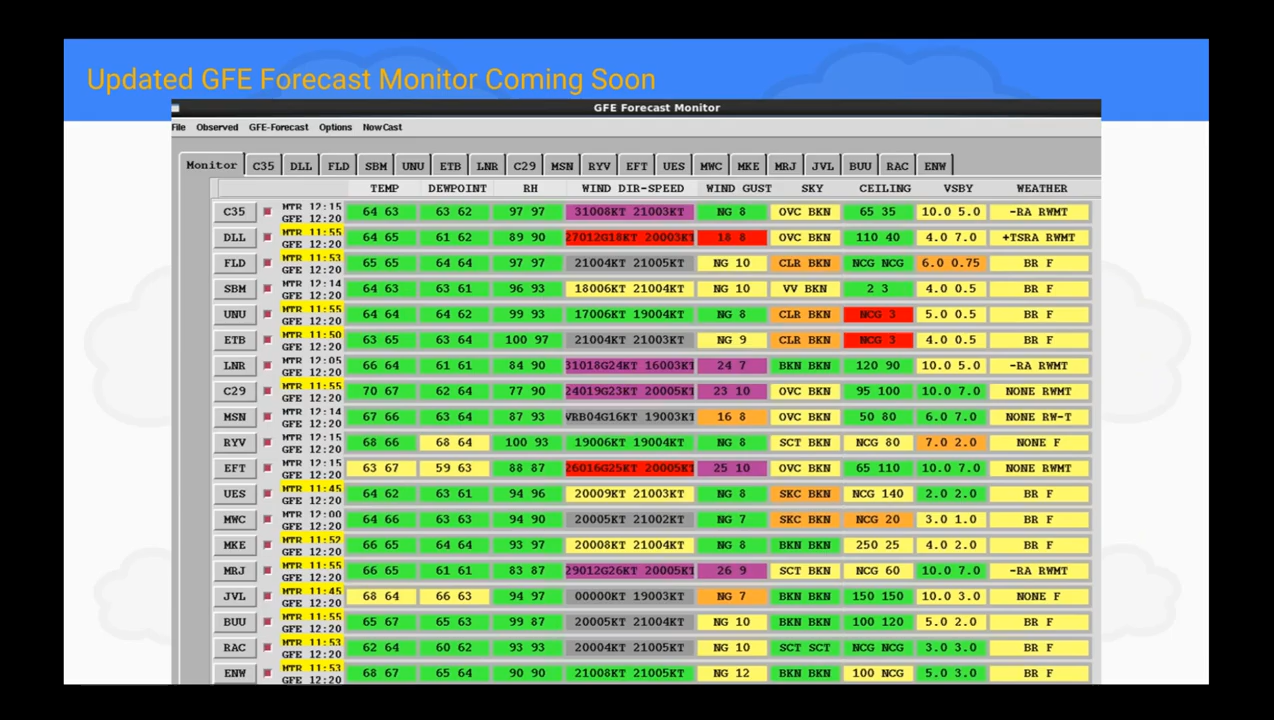 Updated GFE Forecast Monitor Coming Soon
GFE Forecast Monitor
File Observed GFE-Forecast Options NowCast
Monitor C35 DLL FLD SBM UNU ETB LNR C29 MSN RYV EFT UES MWC MKE MRJ JVL BUU RAC ENW
TEMP DEWPOINT RH WIND DIR-SPEED WIND GUST SKY CEILING VSBY WEATHER
C35 MTR 12:15 GFE 12:20 64 63 63 62 97 97 31008KT 21003KT NG 8 OVC BKN 65 35 10.0 5.0 -RA RWMT
DLL MTR 11:55 GFE 12:20 64 65 61 62 89 90 27012G18KT 20003KT 18 8 OVC BKN 110 40 4.0 7.0 +TSRA RWMT
FLD MTR 11:53 GFE 12:20 65 65 64 64 97 97 21004KT 21005KT NG 10 CLR BKN NCG NCG 6.0 0.75 BR F
SBM MTR 12:14 GFE 12:20 64 63 63 61 96 93 18006KT 21004KT NG 10 VV BKN 2 3 4.0 0.5 BR F
UNU MTR 11:55 GFE 12:20 64 64 64 62 99 93 17006KT 19004KT NG 8 CLR BKN NCG 3 5.0 0.5 BR F
ETB MTR 11:50 GFE 12:20 63 65 63 64 100 97 21004KT 21003KT NG 9 CLR BKN NCG 3 4.0 0.5 BR F
LNR MTR 12:05 GFE 12:20 66 64 61 61 84 90 31018G24KT 16003KT 24 7 BKN BKN 120 90 10.0 5.0 -RA RWMT
C29 MTR 11:55 GFE 12:20 70 67 62 64 77 90 24019G23KT 20005KT 23 10 OVC BKN 95 100 10.0 7.0 NONE RWMT
MSN MTR 12:14 GFE 12:20 67 66 63 64 87 93 VRB04G16KT 19003KT 16 8 OVC BKN 50 80 6.0 7.0 NONE RW-T
RYV MTR 12:15 GFE 12:20 68 66 68 64 100 93 19006KT 19004KT NG 8 SCT BKN NCG 80 7.0 2.0 NONE F
EFT MTR 12:15 GFE 12:20 63 67 59 63 88 87 26016G25KT 20005KT 25 10 OVC BKN 65 110 10.0 7.0 NONE RWMT
UES MTR 11:45 GFE 12:20 64 62 63 61 94 96 20009KT 21003KT NG 8 SKC BKN NCG 140 2.0 2.0 BR F
MWC MTR 12:00 GFE 12:20 64 66 63 63 94 90 20005KT 21002KT NG 7 SKC BKN NCG 20 3.0 1.0 BR F
MKE MTR 11:52 GFE 12:20 66 65 64 64 93 97 20008KT 21004KT NG 8 BKN BKN 250 25 4.0 2.0 BR F
MRJ MTR 11:55 GFE 12:20 66 65 61 61 83 87 29012G26KT 20005KT 26 9 SCT BKN NCG 60 10.0 7.0 -RA RWMT
JVL MTR 11:45 GFE 12:20 68 64 66 63 94 97 00000KT 19003KT NG 7 BKN BKN 150 150 10.0 3.0 NONE F
BUU MTR 11:55 GFE 12:20 65 67 65 63 99 87 20005KT 21004KT NG 10 BKN BKN 100 120 5.0 2.0 BR F
RAC MTR 11:53 GFE 12:20 62 64 60 62 93 93 20004KT 21005KT NG 10 SCT SCT NCG NCG 3.0 3.0 BR F
ENW MTR 11:53 GFE 12:20 68 67 65 64 90 90 21008KT 21005KT NG 12 BKN BKN 100 NCG 5.0 3.0 BR F